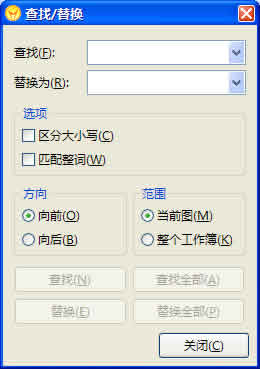 查找/替换
查找(F):
替换为(R):
选项
区分大小写(C)
匹配整词(W)
方向
向前(O)
向后(B)
范围
当前图(M)
整个工作簿(K)
查找(N)
查找全部(A)
替换(E)
替换全部(P)
关闭(C)